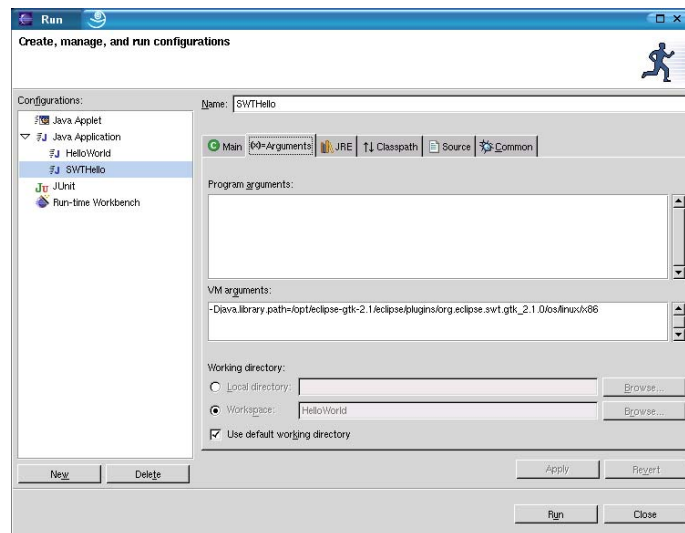 Run
Create, manage, and run configurations
Configurations:
Java Applet
Java Application
HelloWorld
SWTHello
JUnit
Run-time Workbench
New
Delete
Name: SWTHello
Main (x)=Arguments JRE Classpath Source Common
Program arguments:
VM arguments:
-Djava.library.path=/opt/eclipse-gtk-2.1/eclipse/plugins/org.eclipse.swt.gtk_2.1.0/os/linux/x86
Working directory:
Local directory:
Browse...
Workspace: HelloWorld
Browse...
Use default working directory
Apply
Revert
Run
Close